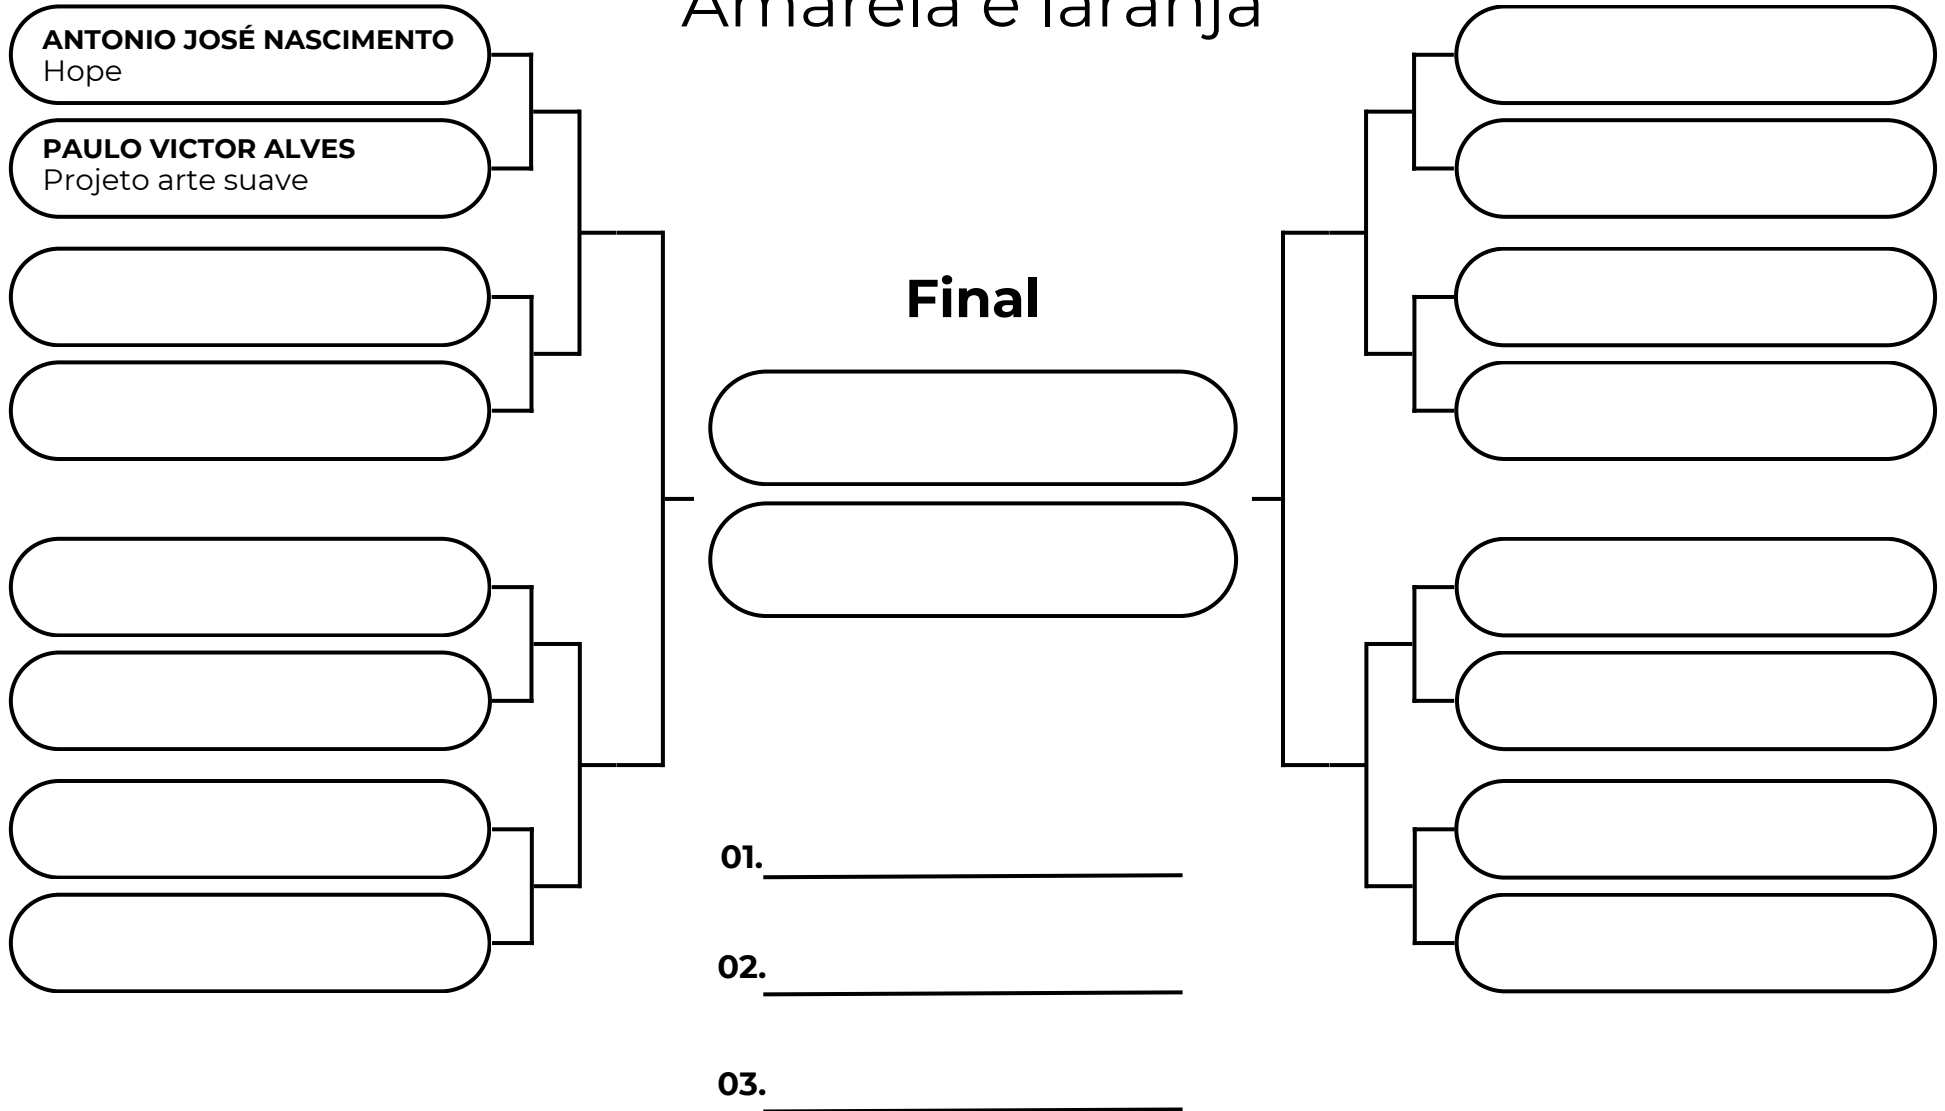 Amarela e laranja
ANTONIO JOSÉ NASCIMENTO
Hope
PAULO VICTOR ALVES
Projeto arte suave
Final
01.
02.
03.